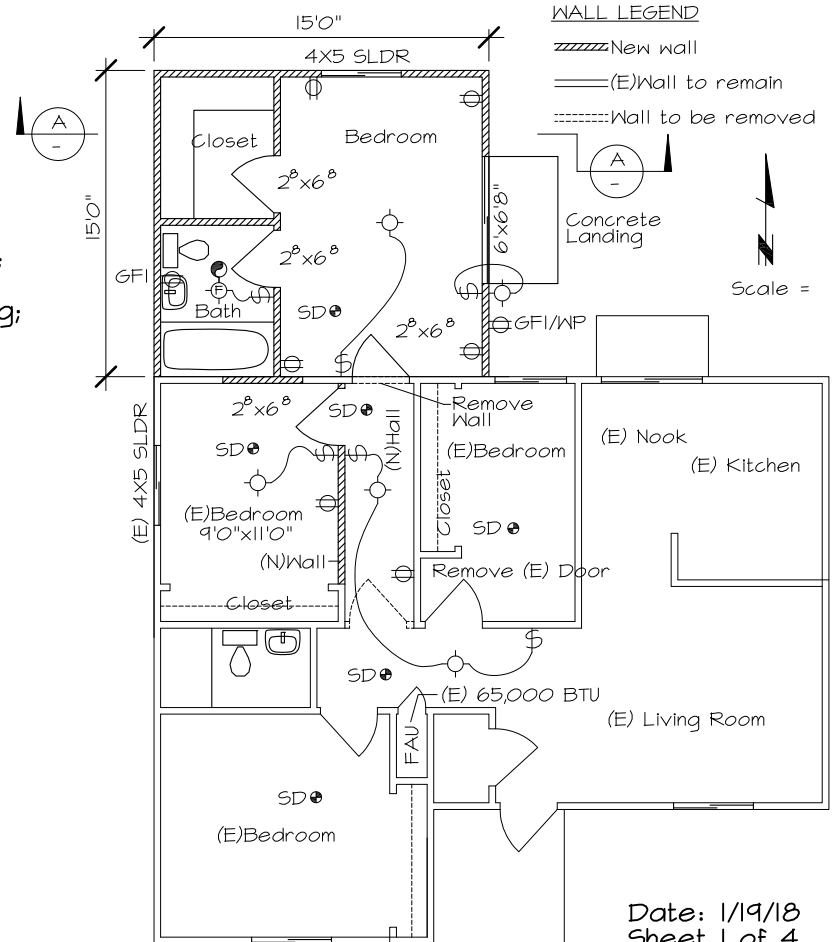 15'0"
WALL LEGEND
4X5 SLDR
New wall
(E)Wall to remain
Wall to be removed
A
-
Closet
Bedroom
A
-
2⁸x6⁸
15'0"
6'x6'8"
Concrete
Landing
2⁸x6⁸
GFI
F
g;
Scale =
Bath
SD
2⁸x6⁸
GFI/WP
2⁸x6⁸
SD
Remove
Wall
(E) 4X5 SLDR
SD
(N)Hall
(E)Bedroom
(E) Nook
(E) Kitchen
Closet
(E)Bedroom
9'0"x11'0"
SD
(N)Wall
Remove (E) Door
Closet
SD
(E) 65,000 BTU
FAU
(E) Living Room
SD
(E)Bedroom
Date: 1/19/18
Sheet 1 of 4